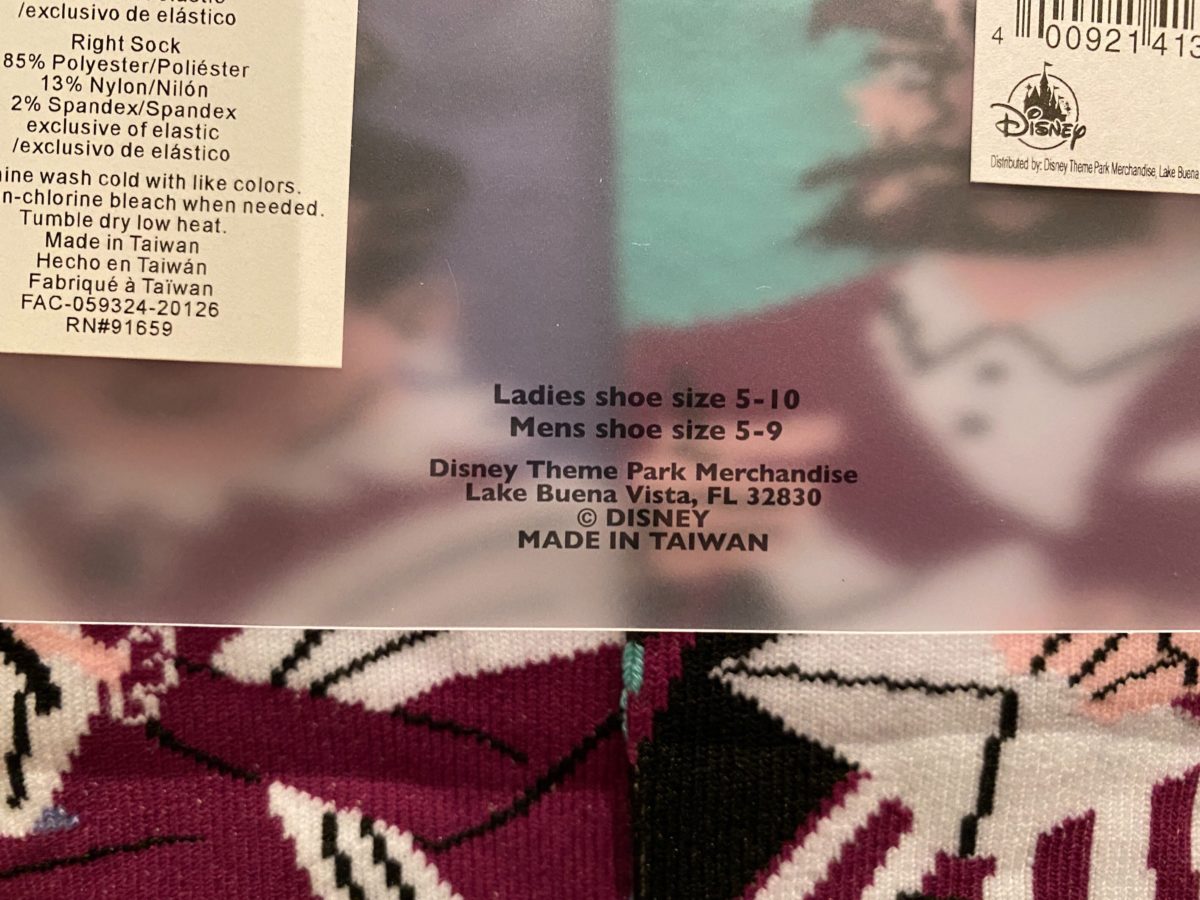 /exclusivo de elástico
Right Sock
85% Polyester/Poliéster
13% Nylon/Nilón
2% Spandex/Spandex
exclusive of elastic
/exclusivo de elástico
wash cold with like colors.
n-chlorine bleach when needed.
Tumble dry low heat.
Made in Taiwan
Hecho en Taiwán
Fabriqué à Taïwan
FAC-059324-20126
RN#91659
4 00921 413
Disney
Distributed by: Disney Theme Park Merchandise, Lake Buena
Ladies shoe size 5-10
Mens shoe size 5-9
Disney Theme Park Merchandise
Lake Buena Vista, FL 32830
© DISNEY
MADE IN TAIWAN